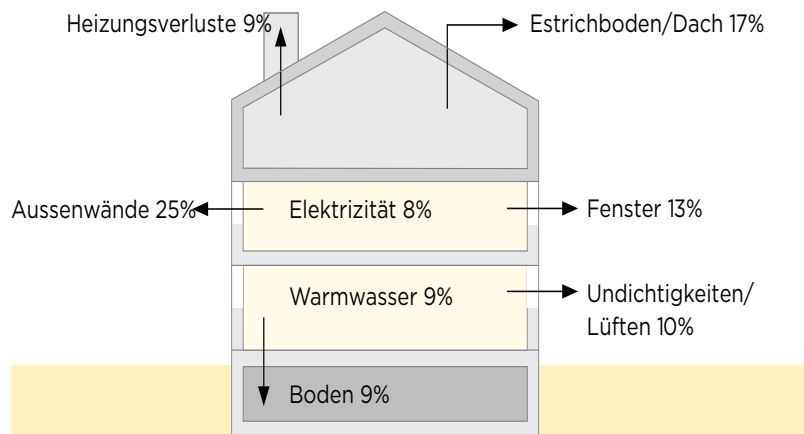 Heizungsverluste 9%
Estrichboden/Dach 17%
Aussenwände 25%
Elektrizität 8%
Fenster 13%
Warmwasser 9%
Undichtigkeiten/
Lüften 10%
Boden 9%